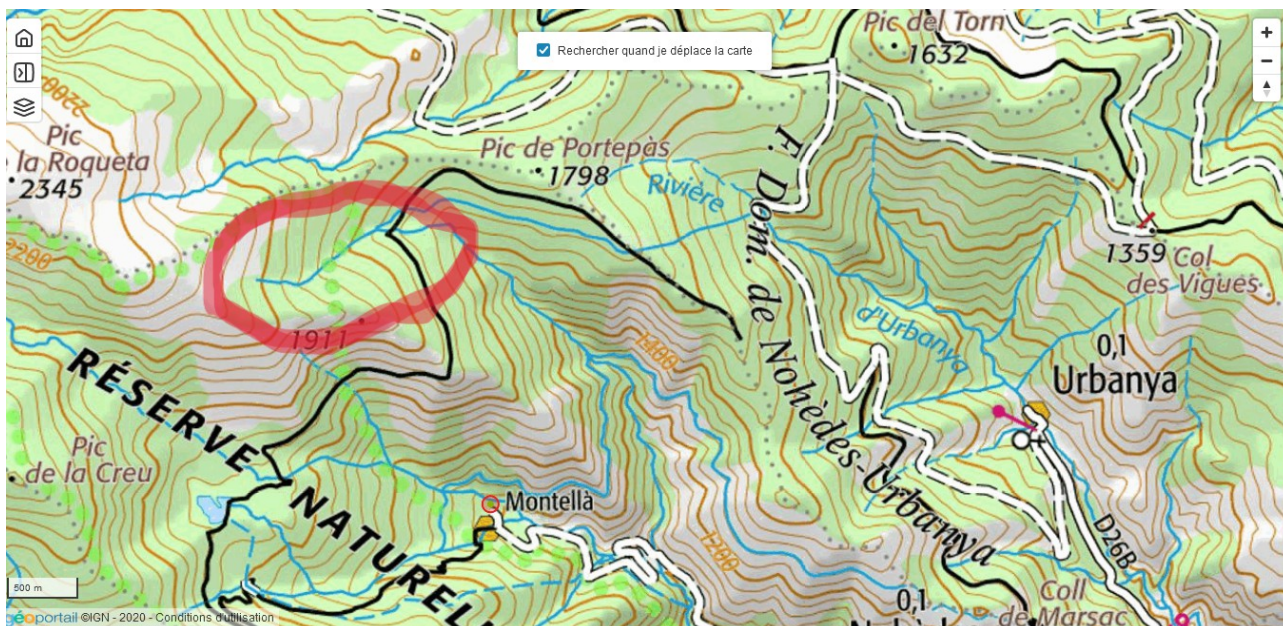 Rechercher quand je déplace la carte
Pic del Torn
1632
2200
Pic
la Roqueta
2345
Pic de Portepàs
1798
Rivière
F. Dom. de Nohèdes-Urbanya
1359 Col
des Vigues
2200
1911
1400
d'Urbanya
0,1
Urbanya
RÉSERVE
NATUREL
Pic
de la Creu
Montellà
1200
D26B
Coll
de Marsac
0,1
500 m
géoportail ©IGN - 2020 - Conditions d'utilisation